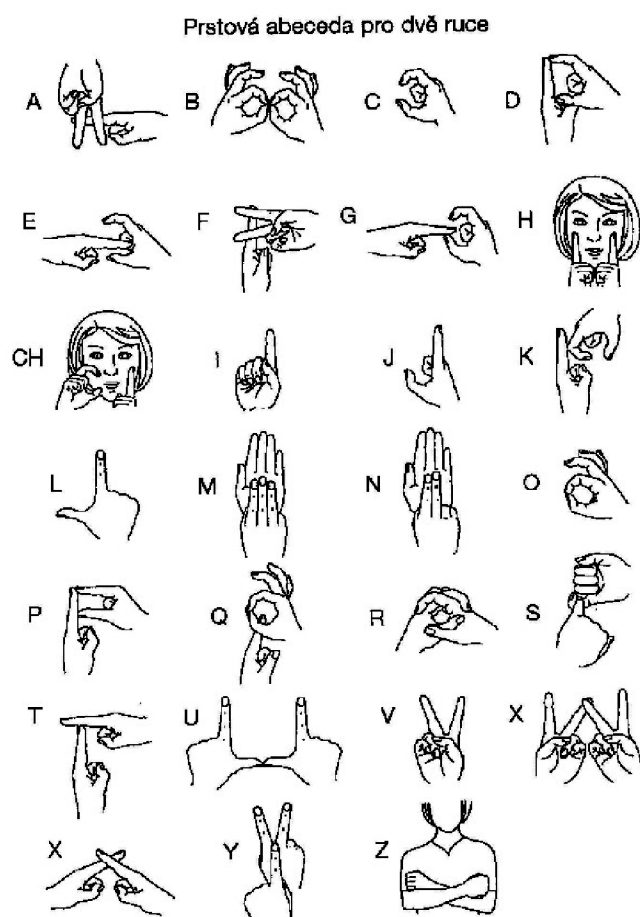 Prstová abeceda pro dvě ruce
A B C D
E F G H
CH I J K
L M N O
P Q R S
T U V X
X Y Z